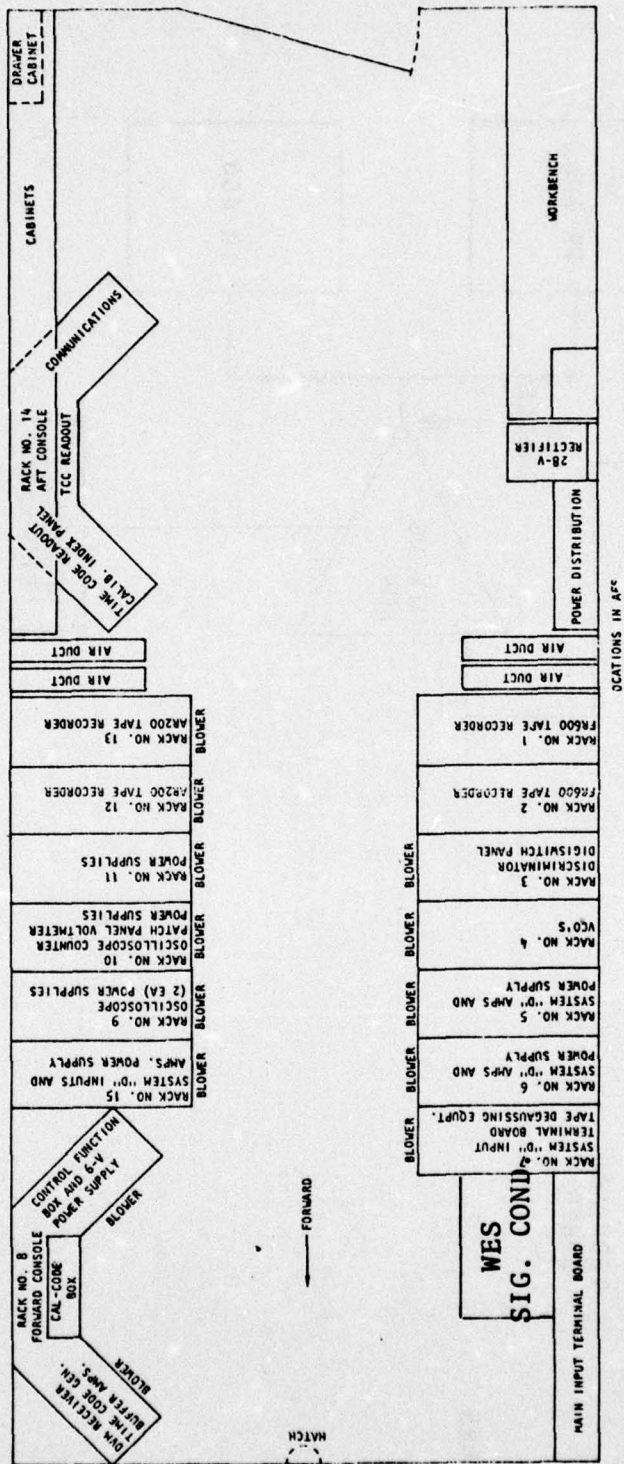 DRAWER
CABINET
CABINETS
COMMUNICATIONS
RACK NO. 14
AFT CONSOLE
TCC READOUT
TIME CODE READOUT
CALIB. INDEX PANEL
AIR DUCT
AIR DUCT
RACK NO. 13
AR200 TAPE RECORDER
BLOWER
RACK NO. 12
AR200 TAPE RECORDER
BLOWER
RACK NO. 11
POWER SUPPLIES
BLOWER
RACK NO. 10
OSCILLOSCOPE COUNTER
PATCH PANEL VOLTMETER
POWER SUPPLIES
BLOWER
RACK NO. 9
OSCILLOSCOPE
(2 EA) POWER SUPPLIES
BLOWER
RACK NO. 15
SYSTEM "D" INPUTS AND
AMPS. POWER SUPPLY
BLOWER
CONTROL FUNCTION
BOX AND 6-V
POWER SUPPLY
BLOWER
RACK NO. 8
FORWARD CONSOLE
CAL-CODE
BOX
DVM RECEIVER
TIME CODE GEN.
BUFFER AMPS.
BLOWER
FORWARD
HATCH
WORKBENCH
28-V
RECTIFIER
POWER DISTRIBUTION
AIR DUCT
AIR DUCT
RACK NO. 1
FR600 TAPE RECORDER
RACK NO. 2
FR600 TAPE RECORDER
RACK NO. 3
DISCRIMINATOR
DIGISWITCH PANEL
BLOWER
RACK NO. 4
VCO'S
RACK NO. 5
SYSTEM "D" AMPS AND
POWER SUPPLY
BLOWER
RACK NO. 6
SYSTEM "D" AMPS AND
POWER SUPPLY
BLOWER
RACK NO. 7
SYSTEM "D" INPUT
TERMINAL BOARD
TAPE DEGAUSSING EQUPT.
BLOWER
WES
SIG. COND.
MAIN INPUT TERMINAL BOARD
OCATIONS IN